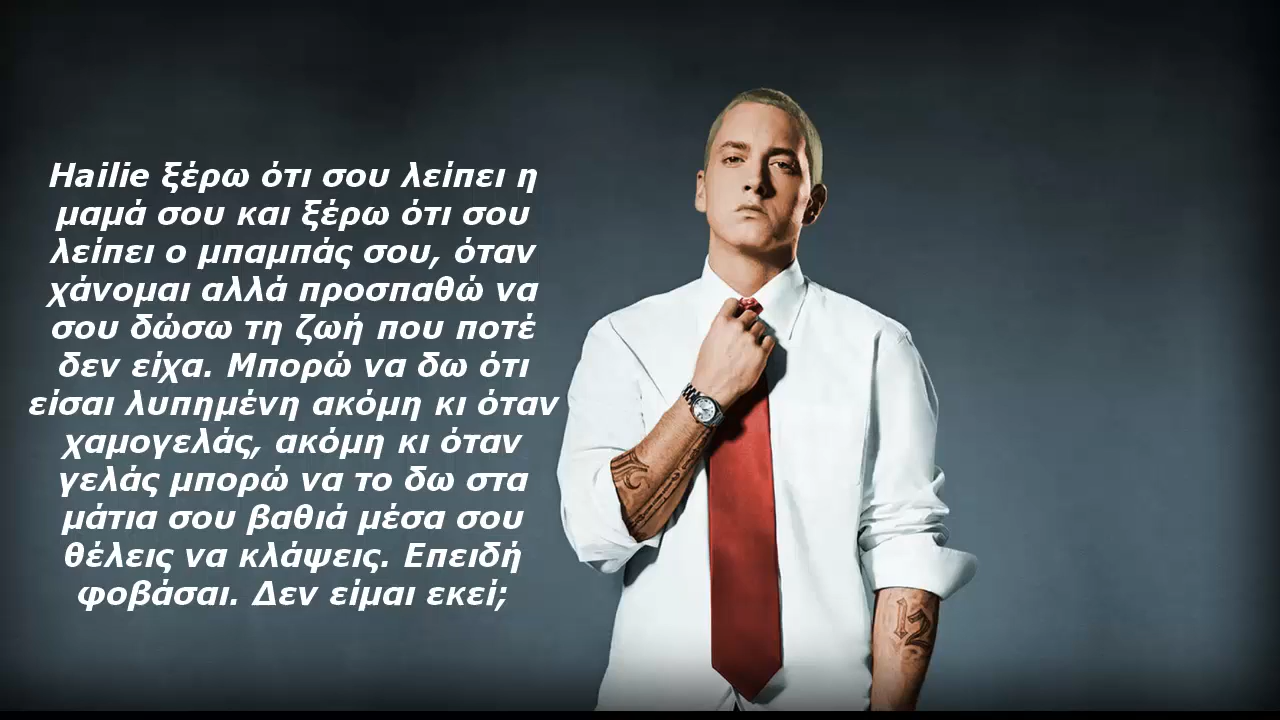 Hailie ξέρω ότι σου λείπει η
μαμά σου και ξέρω ότι σου
λείπει ο μπαμπάς σου, όταν
χάνομαι αλλά προσπαθώ να
σου δώσω τη ζωή που ποτέ
δεν είχα. Μπορώ να δω ότι
είσαι λυπημένη ακόμη κι όταν
χαμογελάς, ακόμη κι όταν
γελάς μπορώ να το δω στα
μάτια σου βαθιά μέσα σου
θέλεις να κλάψεις. Επειδή
φοβάσαι. Δεν είμαι εκεί;
12